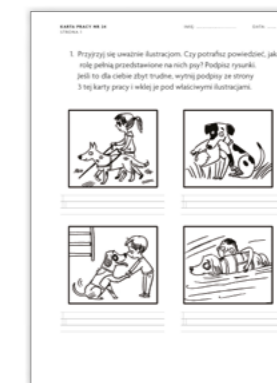 KARTA PRACY NR 28
STRONA 1
IMIĘ
DATA
1. Przyjrzyj się uważnie ilustracjom. Czy potrafisz powiedzieć, jak
rolę pełnią przedstawione na nich psy? Podpisz rysunki.
Jeśli to dla ciebie zbyt trudne, wytnij podpisy ze strony
3 tej karty pracy i wklej je pod właściwymi ilustracjami.